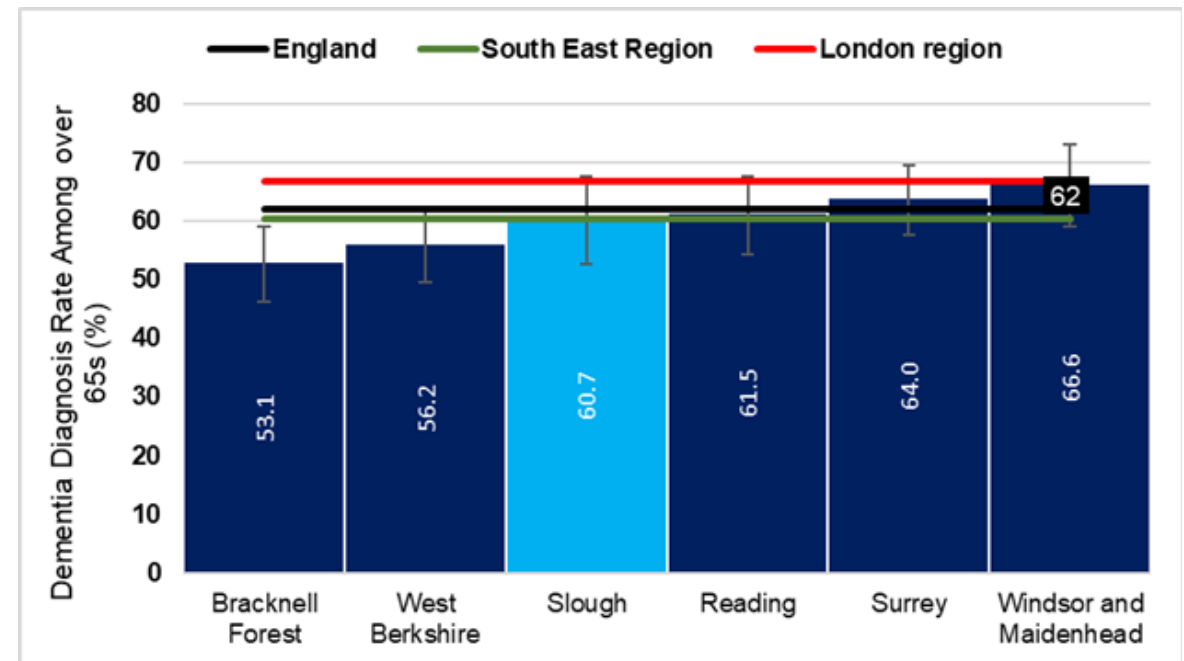 England South East Region London region
Dementia Diagnosis Rate Among over
65s (%)
80
70
60
50
40
30
20
10
0
53.1
56.2
60.7
61.5
64.0
66.6
62
Bracknell
Forest
West
Berkshire
Slough
Reading
Surrey
Windsor and
Maidenhead